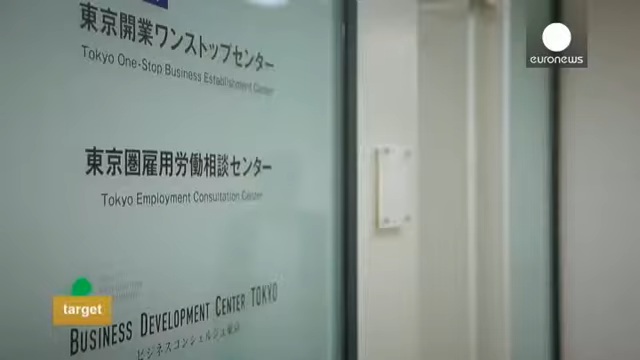 euronews
東京開業ワンストップセンター
Tokyo One-Stop Business Establishment Center
東京圏雇用労働相談センター
Tokyo Employment Consultation Center
target
BUSINESS DEVELOPMENT CENTER TOKYO
ビジネスコンシェルジュ東京